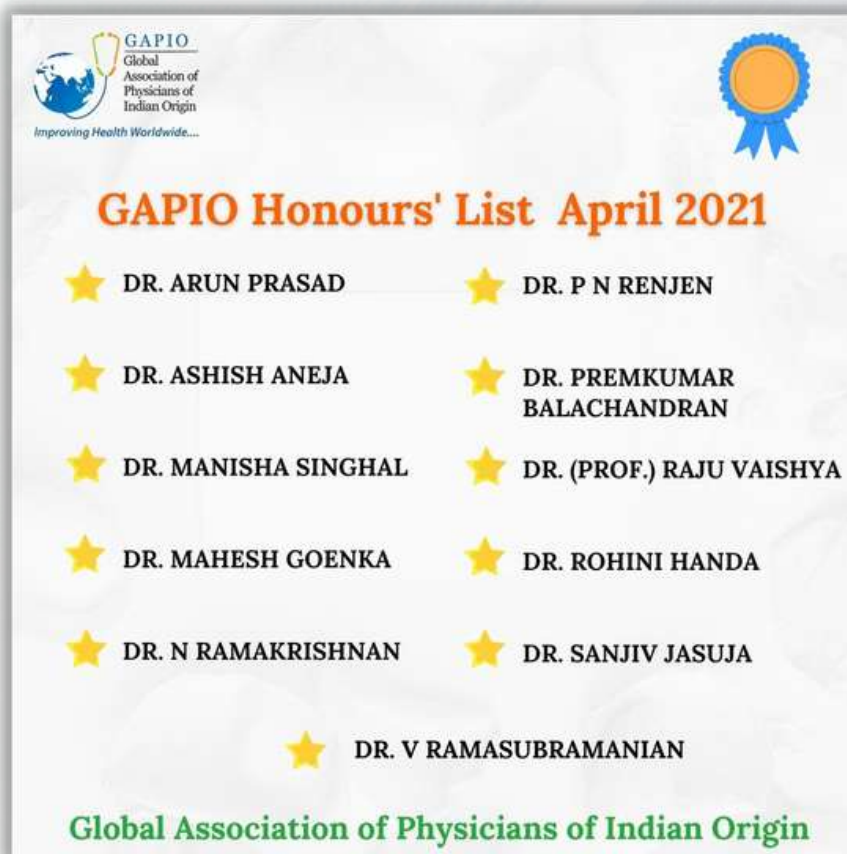 GAPIO
Global
Association of
Physicians of
Indian Origin
Improving Health Worldwide....
GAPIO Honours' List April 2021
DR. ARUN PRASAD
DR. P N RENJEN
DR. ASHISH ANEJA
DR. PREMKUMAR
BALACHANDRAN
DR. MANISHA SINGHAL
DR. (PROF.) RAJU VAISHYA
DR. MAHESH GOENKA
DR. ROHINI HANDA
DR. N RAMAKRISHNAN
DR. SANJIV JASUJA
DR. V RAMASUBRAMANIAN
Global Association of Physicians of Indian Origin